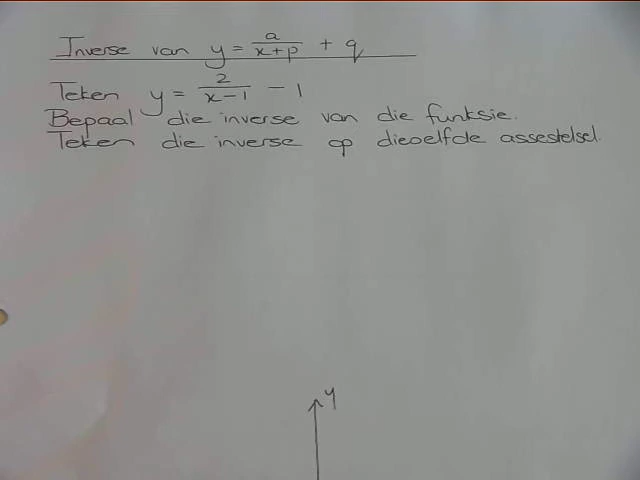 Inverse van y = a/(x+p) + q
Teken y = 2/(x-1) - 1
Bepaal die inverse van die funksie.
Teken die inverse op dieselfde assestelsel.
y